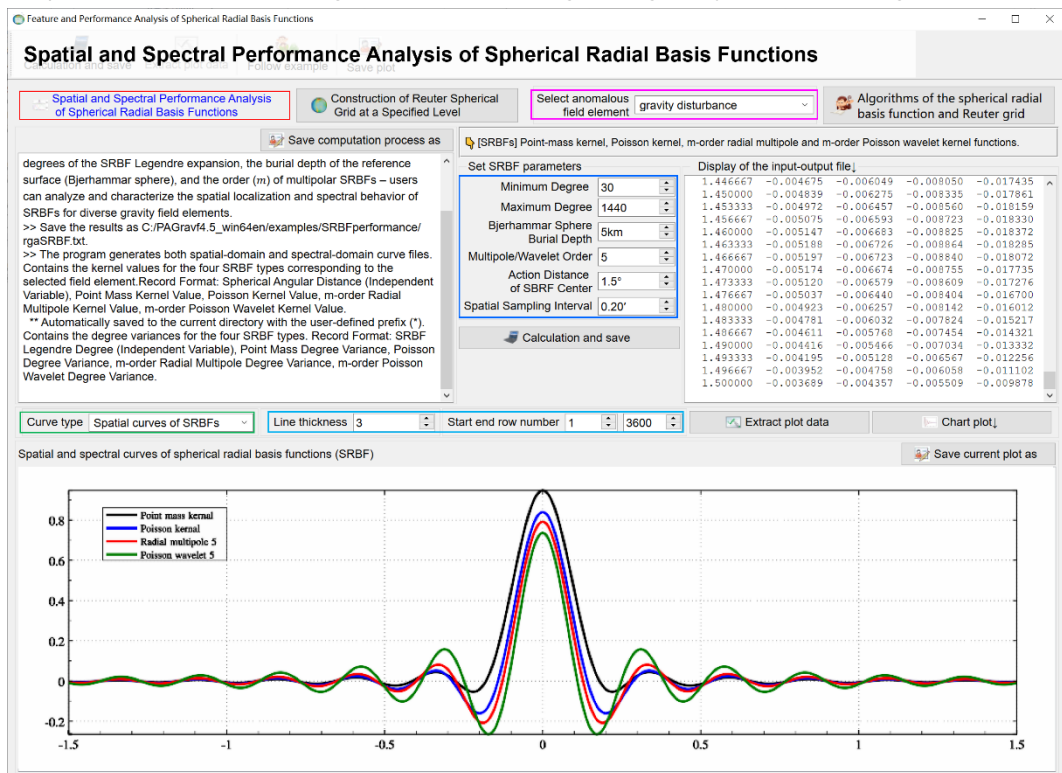 Feature and Performance Analysis of Spherical Radial Basis Functions
Spatial and Spectral Performance Analysis of Spherical Radial Basis Functions
Spatial and Spectral Performance Analysis
of Spherical Radial Basis Functions
Construction of Reuter Spherical
Grid at a Specified Level
Select anomalous
field element
gravity disturbance
Algorithms of the spherical radial
basis function and Reuter grid
Save computation process as
[SRBFs] Point-mass kernel, Poisson kernel, m-order radial multipole and m-order Poisson wavelet kernel functions.
degrees of the SRBF Legendre expansion, the burial depth of the reference
surface (Bjerhammar sphere), and the order (m) of multipolar SRBFs – users
can analyze and characterize the spatial localization and spectral behavior of
SRBFs for diverse gravity field elements.
>> Save the results as C:/PAGravf4.5_win64en/examples/SRBFperformance/
rgaSRBF.txt.
>> The program generates both spatial-domain and spectral-domain curve files.
Contains the kernel values for the four SRBF types corresponding to the
selected field element.Record Format: Spherical Angular Distance (Independent
Variable), Point Mass Kernel Value, Poisson Kernel Value, m-order Radial
Multipole Kernel Value, m-order Poisson Wavelet Kernel Value.
** Automatically saved to the current directory with the user-defined prefix (*).
Contains the degree variances for the four SRBF types. Record Format: SRBF
Legendre Degree (Independent Variable), Point Mass Degree Variance, Poisson
Degree Variance, m-order Radial Multipole Degree Variance, m-order Poisson
Wavelet Degree Variance.
Set SRBF parameters
Minimum Degree 30
Maximum Degree 1440
Bjerhammar Sphere
Burial Depth 5km
Multipole/Wavelet Order 5
Action Distance
of SBRF Center 1.5°
Spatial Sampling Interval 0.20′
Calculation and save
Display of the input-output file↓
1.446667 -0.004675 -0.006049 -0.008050 -0.017435
1.450000 -0.004839 -0.006275 -0.008335 -0.017861
1.453333 -0.004972 -0.006457 -0.008560 -0.018159
1.456667 -0.005075 -0.006593 -0.008723 -0.018330
1.460000 -0.005147 -0.006683 -0.008825 -0.018372
1.463333 -0.005188 -0.006726 -0.008864 -0.018285
1.466667 -0.005197 -0.006723 -0.008840 -0.018072
1.470000 -0.005174 -0.006674 -0.008755 -0.017735
1.473333 -0.005120 -0.006579 -0.008609 -0.017276
1.476667 -0.005037 -0.006440 -0.008404 -0.016700
1.480000 -0.004923 -0.006257 -0.008142 -0.016012
1.483333 -0.004781 -0.006032 -0.007824 -0.015217
1.486667 -0.004611 -0.005768 -0.007454 -0.014321
1.490000 -0.004416 -0.005466 -0.007034 -0.013332
1.493333 -0.004195 -0.005128 -0.006567 -0.012256
1.496667 -0.003952 -0.004758 -0.006058 -0.011102
1.500000 -0.003689 -0.004357 -0.005509 -0.009878
Curve type Spatial curves of SRBFs
Line thickness 3
Start end row number 1 3600
Extract plot data
Chart plot↓
Spatial and spectral curves of spherical radial basis functions (SRBF)
Save current plot as
Point mass kernal
Poisson kernal
Radial multipole 5
Poisson wavelet 5
0.8
0.6
0.4
0.2
0
-0.2
-1.5 -1 -0.5 0 0.5 1 1.5